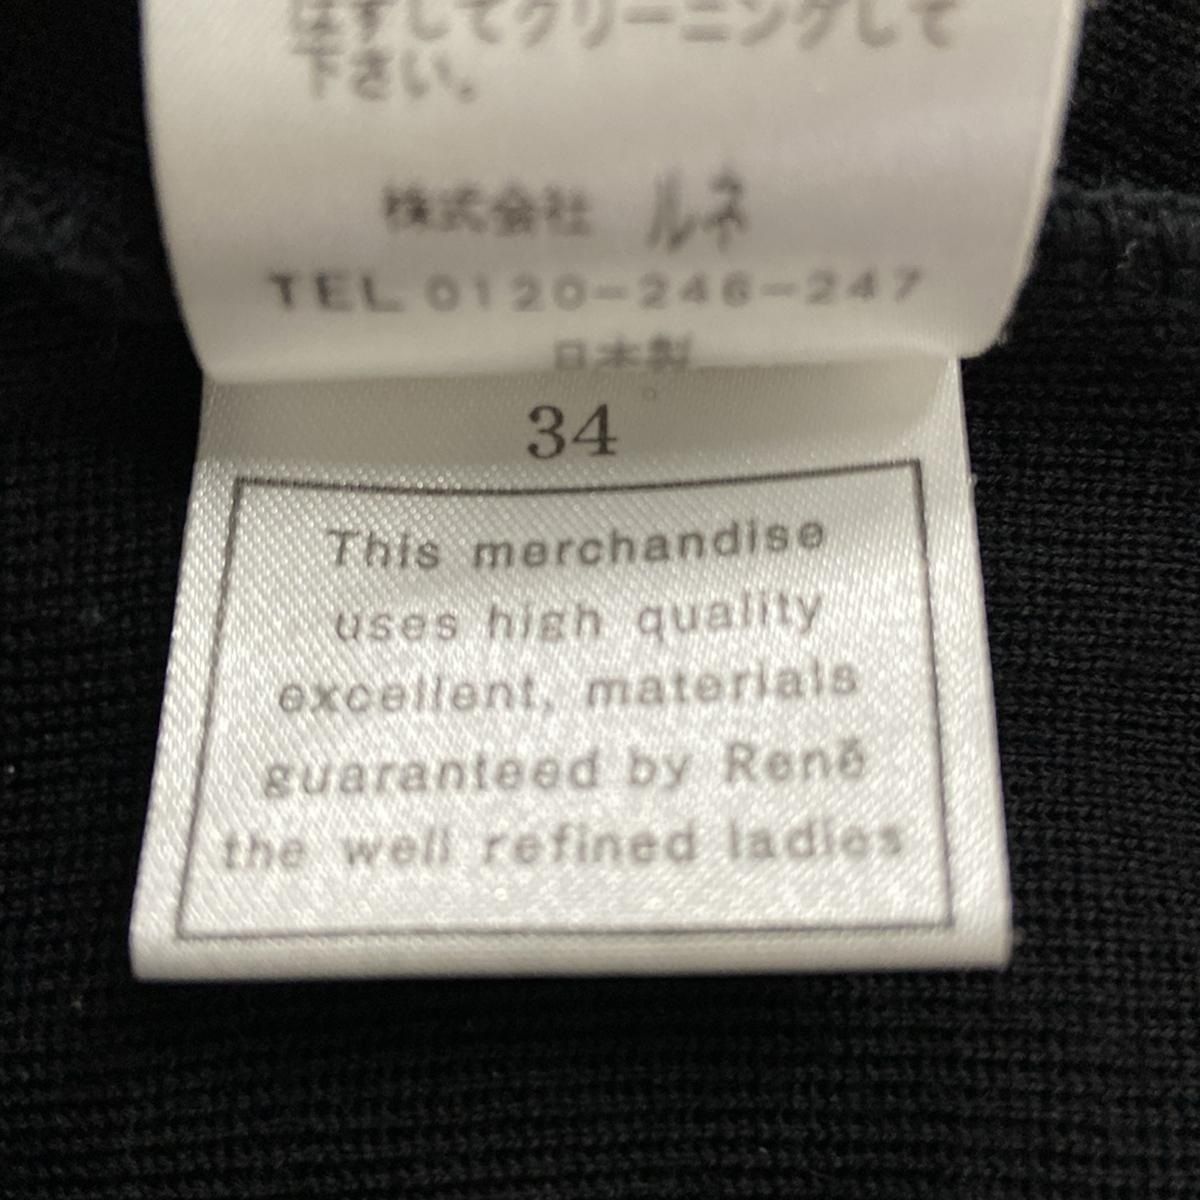 はずしてクリーニングして
下さい。
株式会社 ルネ
TEL 0120-246-247
日本製
34
This merchandise
uses high quality
excellent, materials
guaranteed by René
the well refined ladies